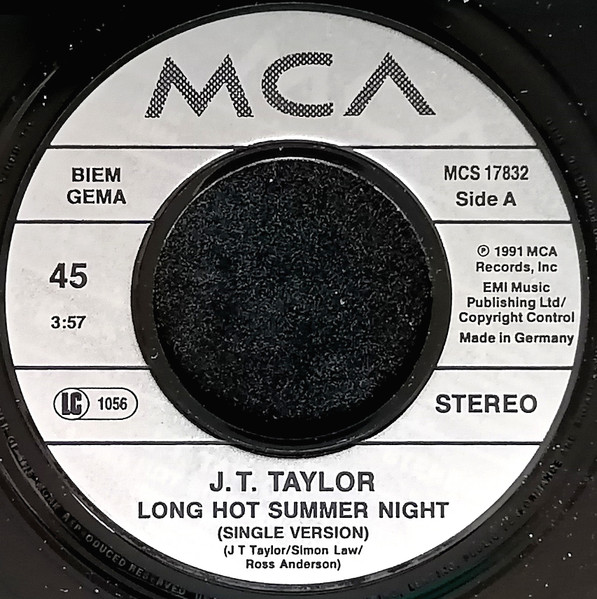 MCA
BIEM
GEMA
MCS 17832
Side A
45
3:57
℗ 1991 MCA
Records, Inc
EMI Music
Publishing Ltd/
Copyright Control
Made in Germany
LC 1056
STEREO
J.T. TAYLOR
LONG HOT SUMMER NIGHT
(SINGLE VERSION)
(J T Taylor/Simon Law/
Ross Anderson)